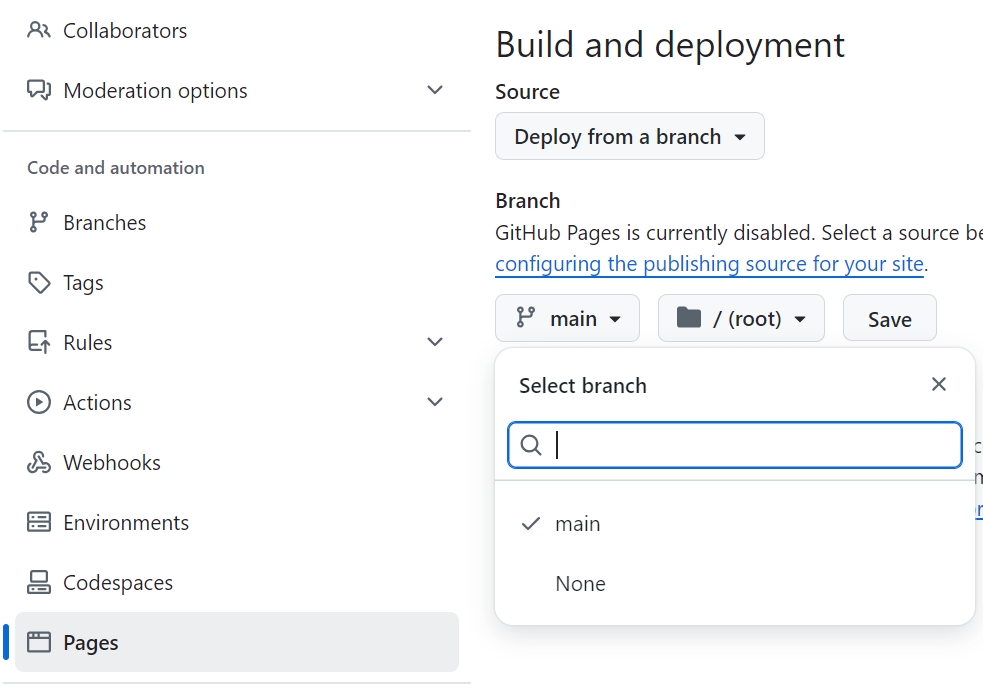 Collaborators
Moderation options
Code and automation
Branches
Tags
Rules
Actions
Webhooks
Environments
Codespaces
Pages
Build and deployment
Source
Deploy from a branch
Branch
GitHub Pages is currently disabled. Select a source
configuring the publishing source for your site.
main
/ (root)
Save
Select branch
main
None